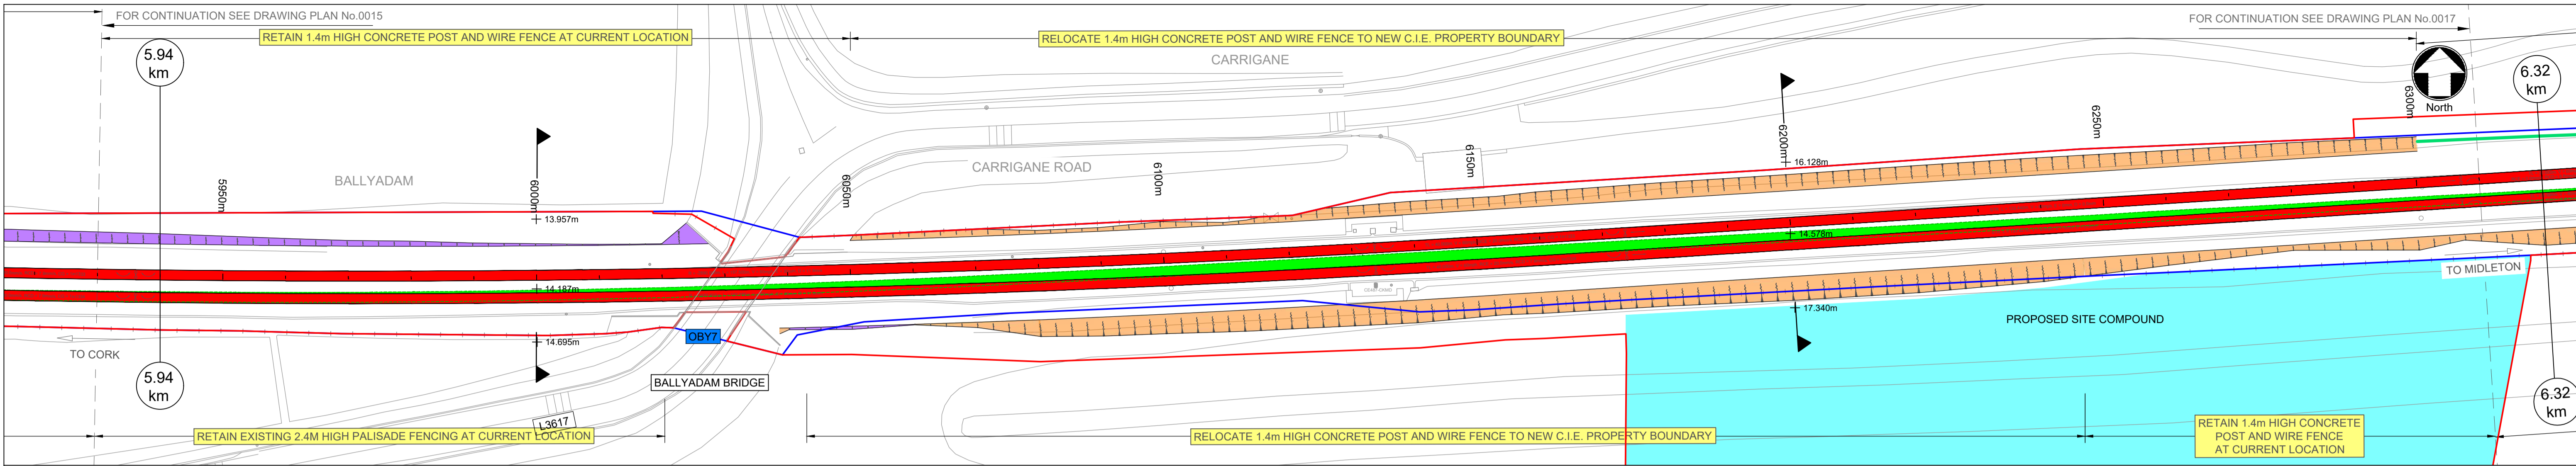 FOR CONTINUATION SEE DRAWING PLAN No.0015
FOR CONTINUATION SEE DRAWING PLAN No.0017
RETAIN 1.4m HIGH CONCRETE POST AND WIRE FENCE AT CURRENT LOCATION
RELOCATE 1.4m HIGH CONCRETE POST AND WIRE FENCE TO NEW C.I.E. PROPERTY BOUNDARY
5.94
km
CARRIGANE
6.32
km
North
BALLYADAM
CARRIGANE ROAD
5950m
6000m
6050m
6100m
6150m
6200m
6250m
6300m
16.128m
13.957m
14.578m
14.187m
17.340m
14.695m
TO MIDLETON
PROPOSED SITE COMPOUND
OBY7
TO CORK
5.94
km
BALLYADAM BRIDGE
6.32
km
L3617
RETAIN EXISTING 2.4M HIGH PALISADE FENCING AT CURRENT LOCATION
RELOCATE 1.4m HIGH CONCRETE POST AND WIRE FENCE TO NEW C.I.E. PROPERTY BOUNDARY
RETAIN 1.4m HIGH CONCRETE
POST AND WIRE FENCE
AT CURRENT LOCATION